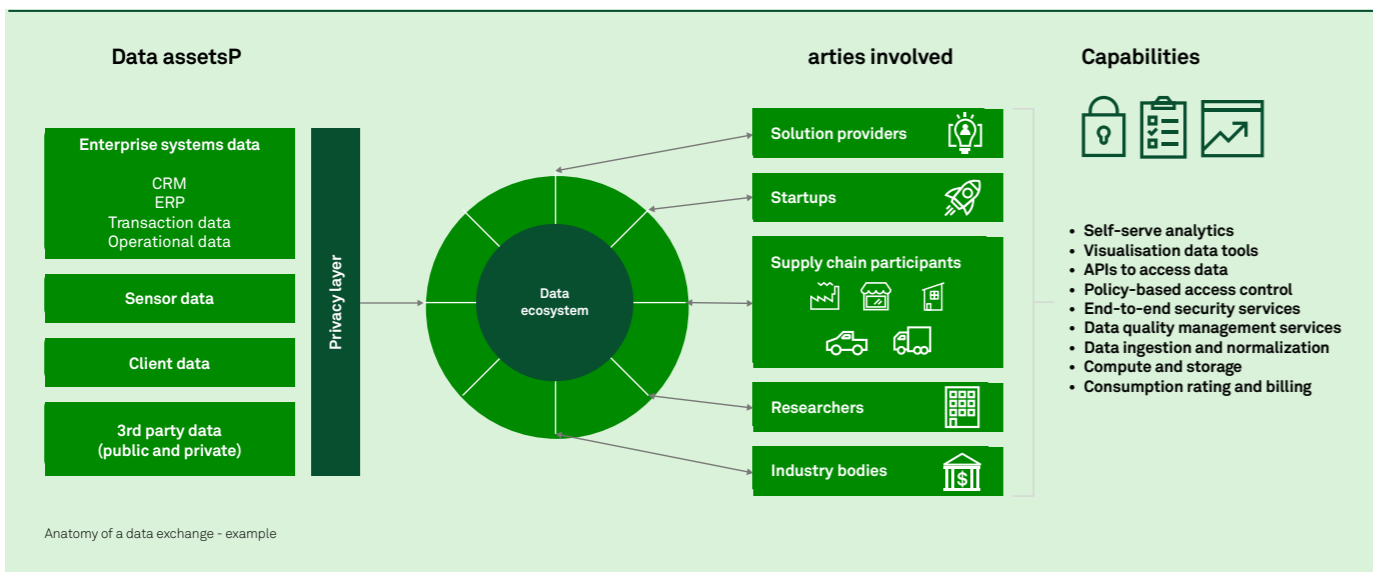 Data assetsP
Enterprise systems data
CRM
ERP
Transaction data
Operational data
Sensor data
Client data
3rd party data
(public and private)
Privacy layer
Data
ecosystem
arties involved
Solution providers
Startups
Supply chain participants
Researchers
Industry bodies
$
Capabilities
• Self-serve analytics
• Visualisation data tools
• APIs to access data
• Policy-based access control
• End-to-end security services
• Data quality management services
• Data ingestion and normalization
• Compute and storage
• Consumption rating and billing
Anatomy of a data exchange - example